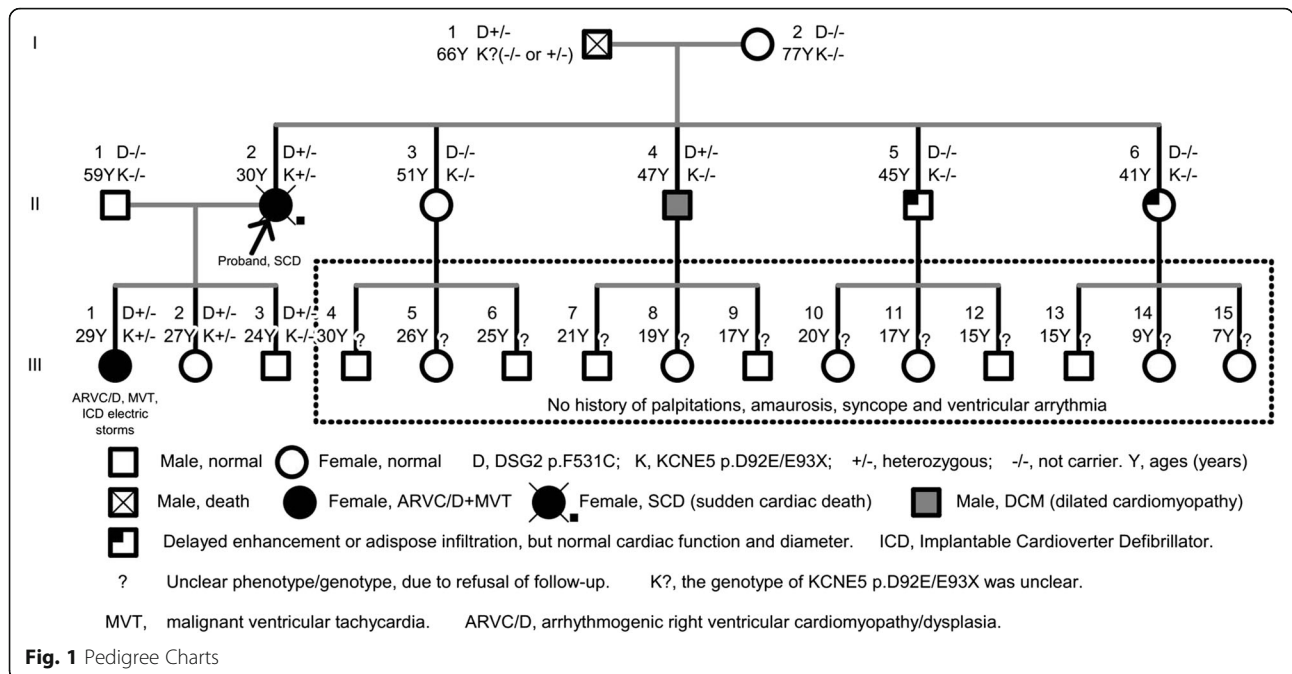 I
1 D+/-
66Y K?(-/- or +/-)
2 D-/-
77Y K-/-
II
1 D-/-
59Y K-/-
2 D+/-
30Y K+/-
3 D-/-
51Y K-/-
4 D+/-
47Y K-/-
5 D-/-
45Y K-/-
6 D-/-
41Y K-/-
Proband, SCD
III
1 D+/-
29Y K+/-
2 D+/-
27Y K+/-
3 D+/-
24Y K-/-
4
30Y ?
5
26Y ?
6
25Y ?
7
21Y ?
8
19Y ?
9
17Y ?
10
20Y ?
11
17Y ?
12
15Y ?
13
15Y ?
14
9Y ?
15
7Y ?
ARVC/D, MVT,
ICD electric
storms
No history of palpitations, amaurosis, syncope and ventricular arrythmia
Male, normal Female, normal D, DSG2 p.F531C; K, KCNE5 p.D92E/E93X; +/-, heterozygous; -/-, not carrier. Y, ages (years)
Male, death Female, ARVC/D+MVT Female, SCD (sudden cardiac death) Male, DCM (dilated cardiomyopathy)
Delayed enhancement or adispose infiltration, but normal cardiac function and diameter. ICD, Implantable Cardioverter Defibrillator.
? Unclear phenotype/genotype, due to refusal of follow-up. K?, the genotype of KCNE5 p.D92E/E93X was unclear.
MVT, malignant ventricular tachycardia. ARVC/D, arrhythmogenic right ventricular cardiomyopathy/dysplasia.
Fig. 1 Pedigree Charts